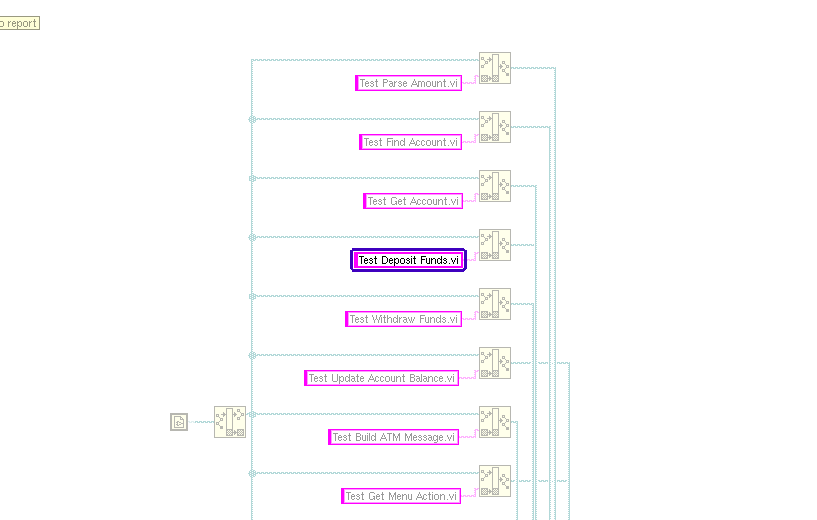 o report
Test Parse Amount.vi
Test Find Account.vi
Test Get Account.vi
Test Deposit Funds.vi
Test Withdraw Funds.vi
Test Update Account Balance.vi
Test Build ATM Message.vi
Test Get Menu Action.vi